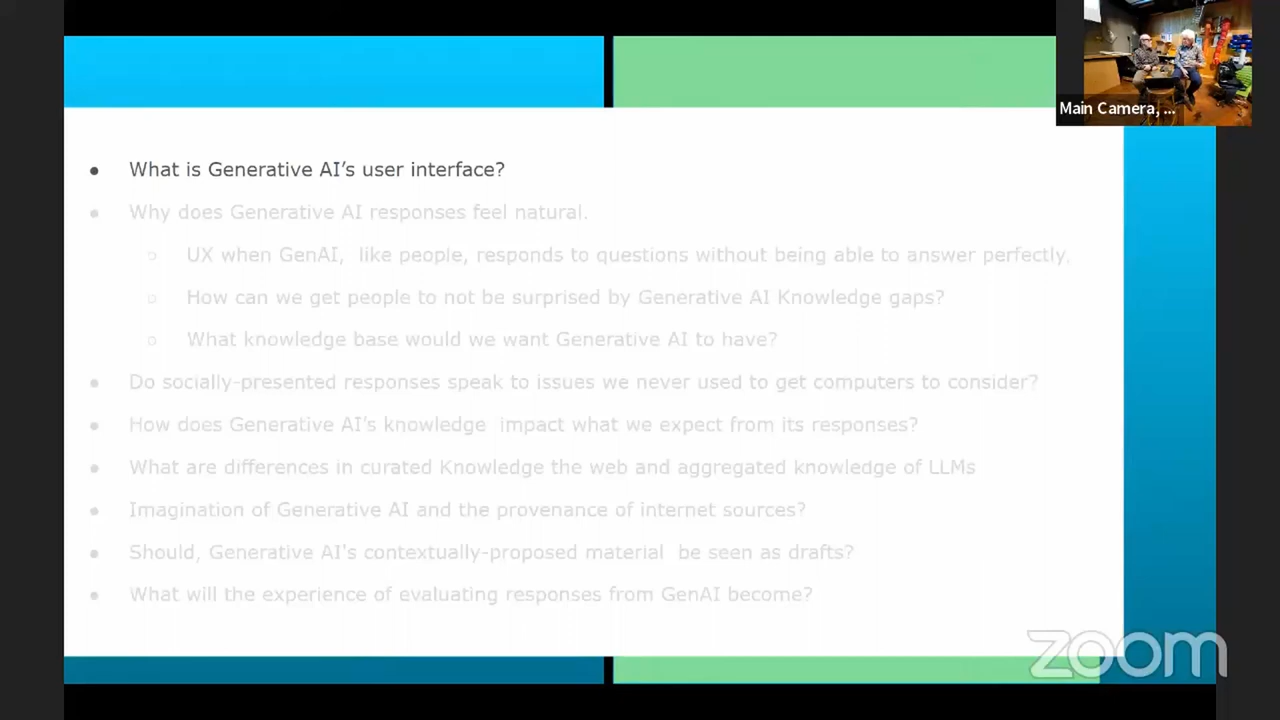 Main Camera, ...
• What is Generative AI’s user interface?
• Why does Generative AI responses feel natural.
○ UX when GenAI,  like people, responds to questions without being able to answer perfectly.
○ How can we get people to not be surprised by Generative AI Knowledge gaps?
○ What knowledge base would we want Generative AI to have?
• Do socially-presented responses speak to issues we never used to get computers to consider?
• How does Generative AI’s knowledge  impact what we expect from its responses?
• What are differences in curated Knowledge the web and aggregated knowledge of LLMs
• Imagination of Generative AI and the provenance of internet sources?
• Should, Generative AI's contextually-proposed material  be seen as drafts?
• What will the experience of evaluating responses from GenAI become?
zoom